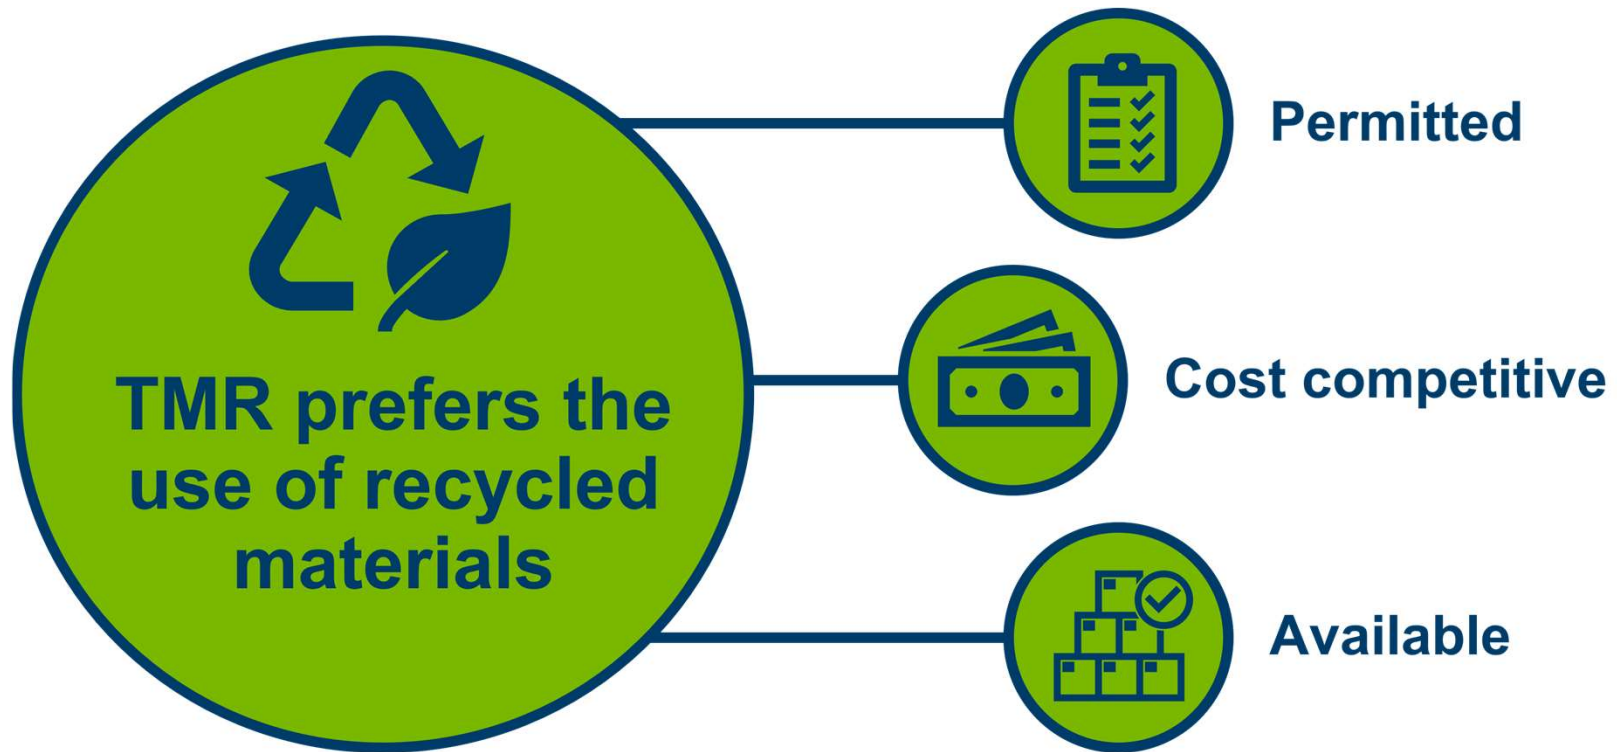 TMR prefers the
use of recycled
materials
Permitted
Cost competitive
Available